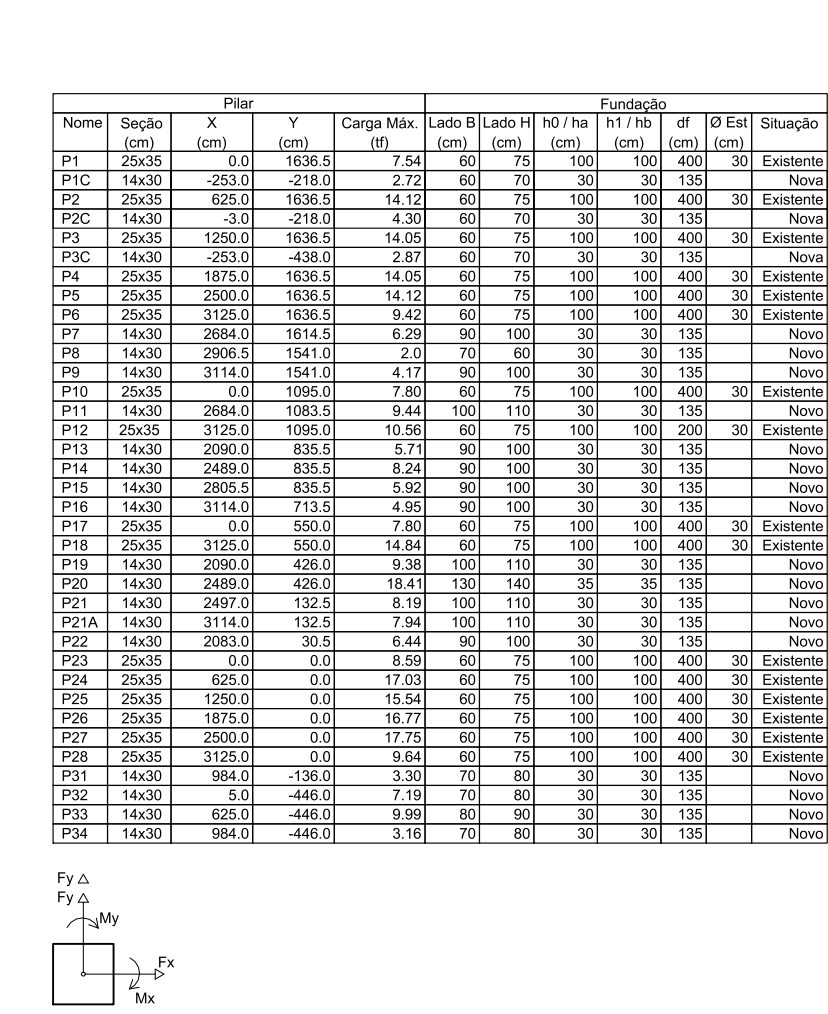 Pilar Fundação
Nome Seção X Y Carga Máx. Lado B Lado H h0 / ha h1 / hb df Ø Est Situação
(cm) (cm) (cm) (tf) (cm) (cm) (cm) (cm) (cm) (cm)
P1 25x35 0.0 1636.5 7.54 60 75 100 100 400 30 Existente
P1C 14x30 -253.0 -218.0 2.72 60 70 30 30 135 Nova
P2 25x35 625.0 1636.5 14.12 60 75 100 100 400 30 Existente
P2C 14x30 -3.0 -218.0 4.30 60 70 30 30 135 Nova
P3 25x35 1250.0 1636.5 14.05 60 75 100 100 400 30 Existente
P3C 14x30 -253.0 -438.0 2.87 60 70 30 30 135 Nova
P4 25x35 1875.0 1636.5 14.05 60 75 100 100 400 30 Existente
P5 25x35 2500.0 1636.5 14.12 60 75 100 100 400 30 Existente
P6 25x35 3125.0 1636.5 9.42 60 75 100 100 400 30 Existente
P7 14x30 2684.0 1614.5 6.29 90 100 30 30 135 Novo
P8 14x30 2906.5 1541.0 2.0 70 60 30 30 135 Novo
P9 14x30 3114.0 1541.0 4.17 90 100 30 30 135 Novo
P10 25x35 0.0 1095.0 7.80 60 75 100 100 400 30 Existente
P11 14x30 2684.0 1083.5 9.44 100 110 30 30 135 Novo
P12 25x35 3125.0 1095.0 10.56 60 75 100 100 200 30 Existente
P13 14x30 2090.0 835.5 5.71 90 100 30 30 135 Novo
P14 14x30 2489.0 835.5 8.24 90 100 30 30 135 Novo
P15 14x30 2805.5 835.5 5.92 90 100 30 30 135 Novo
P16 14x30 3114.0 713.5 4.95 90 100 30 30 135 Novo
P17 25x35 0.0 550.0 7.80 60 75 100 100 400 30 Existente
P18 25x35 3125.0 550.0 14.84 60 75 100 100 400 30 Existente
P19 14x30 2090.0 426.0 9.38 100 110 30 30 135 Novo
P20 14x30 2489.0 426.0 18.41 130 140 35 35 135 Novo
P21 14x30 2497.0 132.5 8.19 100 110 30 30 135 Novo
P21A 14x30 3114.0 132.5 7.94 100 110 30 30 135 Novo
P22 14x30 2083.0 30.5 6.44 90 100 30 30 135 Novo
P23 25x35 0.0 0.0 8.59 60 75 100 100 400 30 Existente
P24 25x35 625.0 0.0 17.03 60 75 100 100 400 30 Existente
P25 25x35 1250.0 0.0 15.54 60 75 100 100 400 30 Existente
P26 25x35 1875.0 0.0 16.77 60 75 100 100 400 30 Existente
P27 25x35 2500.0 0.0 17.75 60 75 100 100 400 30 Existente
P28 25x35 3125.0 0.0 9.64 60 75 100 100 400 30 Existente
P31 14x30 984.0 -136.0 3.30 70 80 30 30 135 Novo
P32 14x30 5.0 -446.0 7.19 70 80 30 30 135 Novo
P33 14x30 625.0 -446.0 9.99 80 90 30 30 135 Novo
P34 14x30 984.0 -446.0 3.16 70 80 30 30 135 Novo
Fy
Fy
My
Fx
Mx